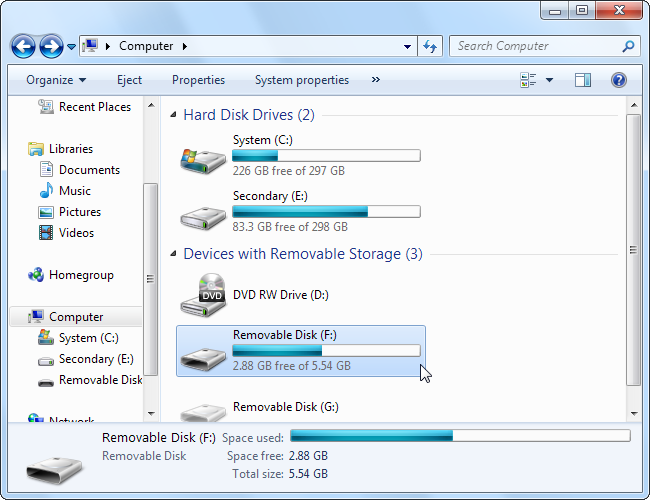 Computer
Search Computer
Organize Eject Properties System properties »
Recent Places
Libraries
Documents
Music
Pictures
Videos
Homegroup
Computer
System (C:)
Secondary (E:)
Removable Disk
Network
Hard Disk Drives (2)
System (C:)
226 GB free of 297 GB
Secondary (E:)
83.3 GB free of 298 GB
Devices with Removable Storage (3)
DVD
DVD RW Drive (D:)
Removable Disk (F:)
2.88 GB free of 5.54 GB
Removable Disk (G:)
Removable Disk (F:) Space used:
Removable Disk Space free: 2.88 GB
Total size: 5.54 GB